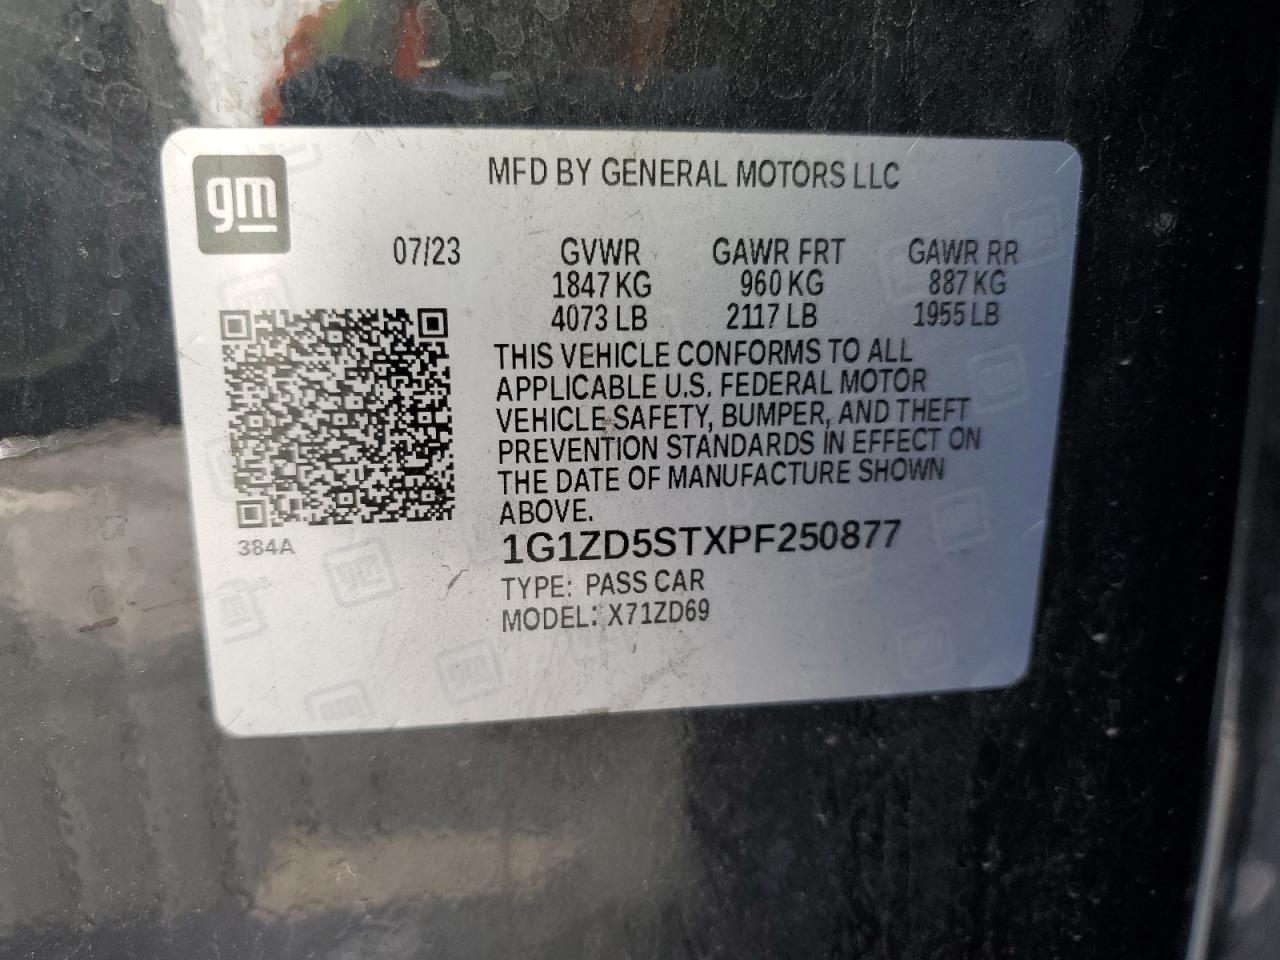 gm
MFD BY GENERAL MOTORS LLC
07/23 GVWR GAWR FRT GAWR RR
1847 KG 960 KG 887 KG
4073 LB 2117 LB 1955 LB
THIS VEHICLE CONFORMS TO ALL
APPLICABLE U.S. FEDERAL MOTOR
VEHICLE SAFETY, BUMPER, AND THEFT
PREVENTION STANDARDS IN EFFECT ON
THE DATE OF MANUFACTURE SHOWN
ABOVE.
384A
1G1ZD5STXPF250877
TYPE: PASS CAR
MODEL: X71ZD69